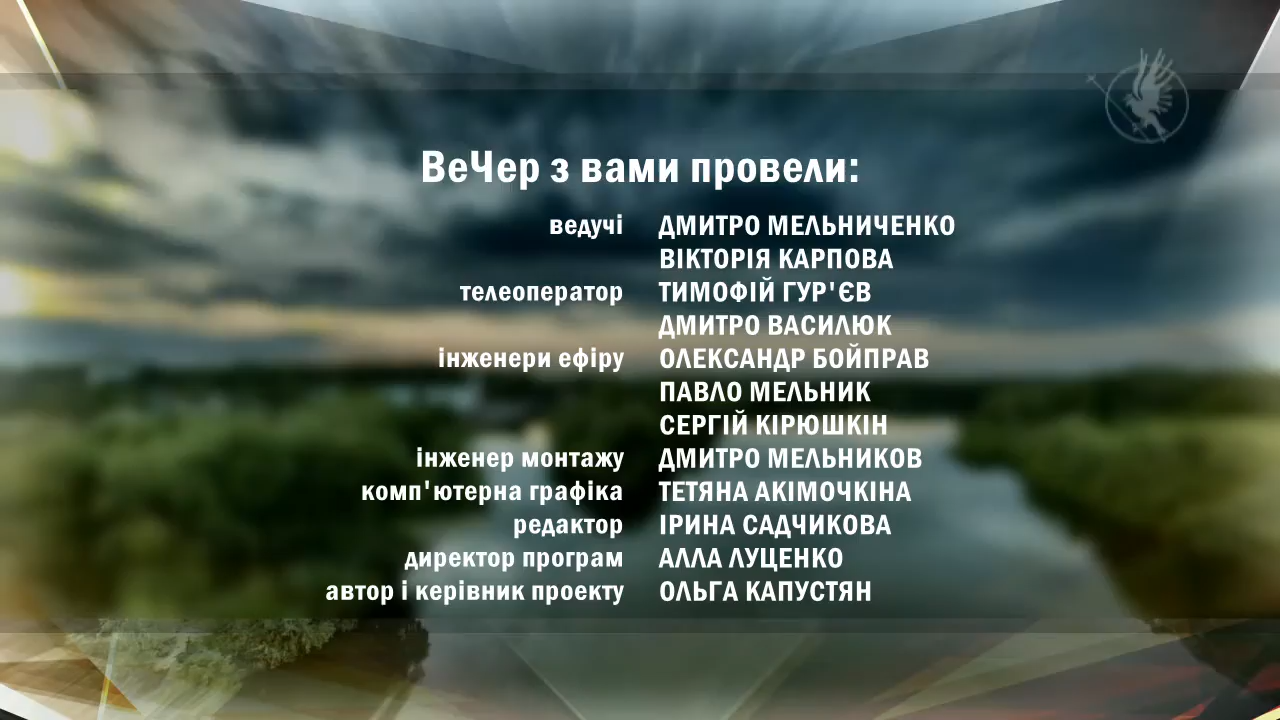 ВеЧер з вами провели:
ведучі ДМИТРО МЕЛЬНИЧЕНКО
ВІКТОРІЯ КАРПОВА
телеоператор ТИМОФІЙ ГУР'ЄВ
ДМИТРО ВАСИЛЮК
інженери ефіру ОЛЕКСАНДР БОЙПРАВ
ПАВЛО МЕЛЬНИК
СЕРГІЙ КІРЮШКІН
інженер монтажу ДМИТРО МЕЛЬНИКОВ
комп'ютерна графіка ТЕТЯНА АКІМОЧКІНА
редактор ІРИНА САДЧИКОВА
директор програм АЛЛА ЛУЦЕНКО
автор і керівник проекту ОЛЬГА КАПУСТЯН